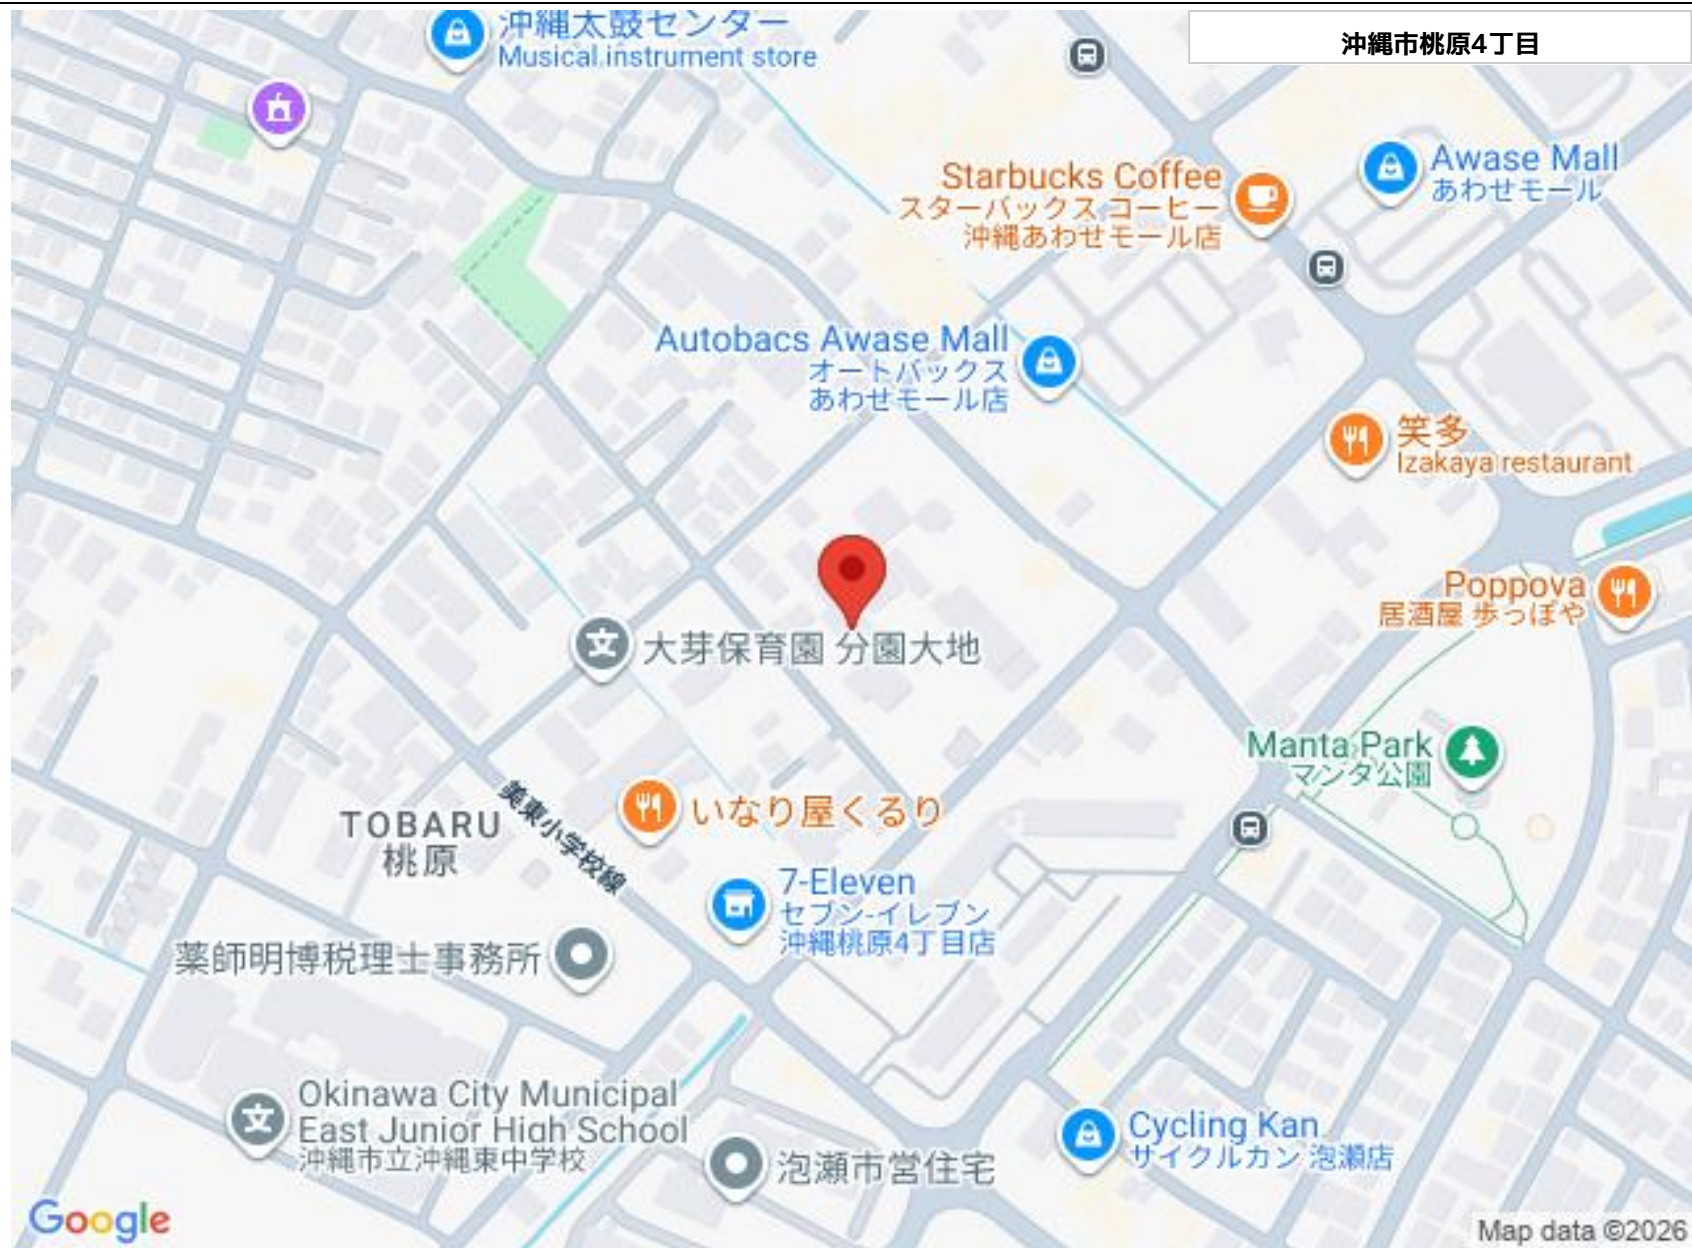 沖縄太鼓センター
Musical instrument store
沖縄市桃原4丁目
Awase Mall
あわせモール
Starbucks Coffee
スターバックス コーヒー
沖縄あわせモール店
Autobacs Awase Mall
オートバックス
あわせモール店
笑多
Izakaya restaurant
Poppova
居酒屋 歩っぽや
大芽保育園 分園大地
Manta Park
マンタ公園
いなり屋くるり
TOBARU
桃原
美東小学校線
7-Eleven
セブン-イレブン
沖縄桃原4丁目店
薬師明博税理士事務所
Okinawa City Municipal
East Junior High School
沖縄市立沖縄東中学校
泡瀬市営住宅
Cycling Kan
サイクルカン 泡瀬店
Google
Map data ©2026